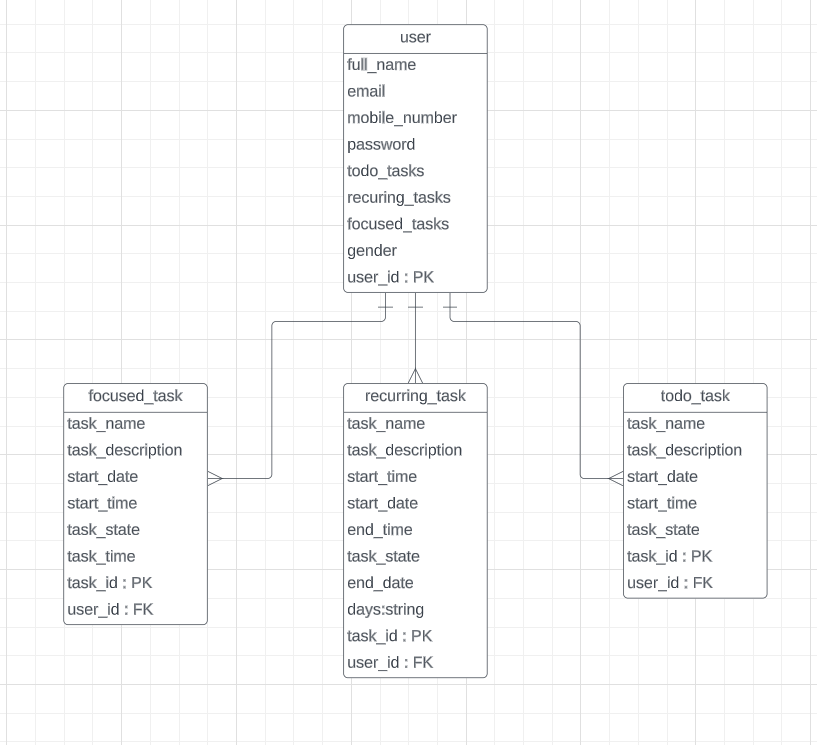 user
full_name
email
mobile_number
password
todo_tasks
recuring_tasks
focused_tasks
gender
user_id : PK
focused_task
task_name
task_description
start_date
start_time
task_state
task_time
task_id : PK
user_id : FK
recurring_task
task_name
task_description
start_time
start_date
end_time
task_state
end_date
days:string
task_id : PK
user_id : FK
todo_task
task_name
task_description
start_date
start_time
task_state
task_id : PK
user_id : FK